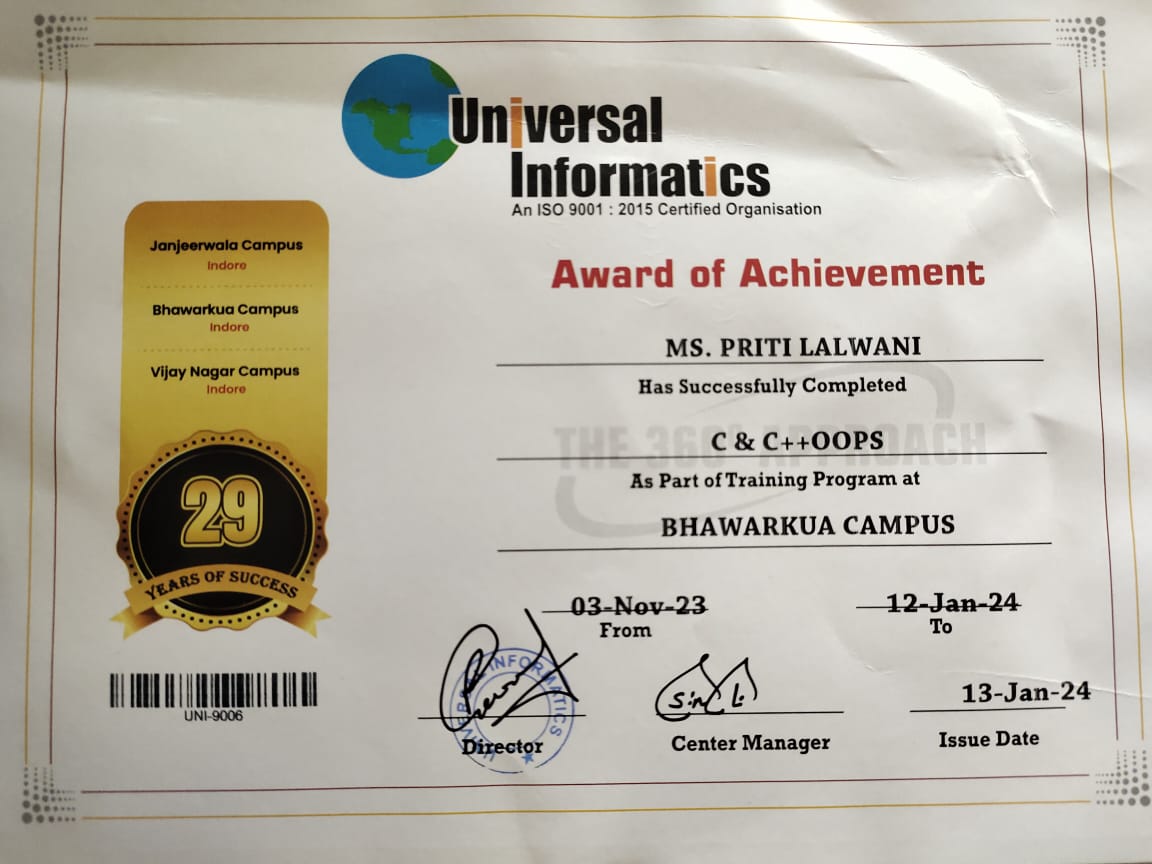 Universal
Informatics
An ISO 9001 : 2015 Certified Organisation
Janjeerwala Campus
Indore
Bhawarkua Campus
Indore
Vijay Nagar Campus
Indore
29
YEARS OF SUCCESS
UNI-9006
Award of Achievement
MS. PRITI LALWANI
Has Successfully Completed
THE 360° APPROACH
C & C++OOPS
As Part of Training Program at
BHAWARKUA CAMPUS
03-Nov-23
From
12-Jan-24
To
UNIVERSAL INFORMATICS
Director
Center Manager
13-Jan-24
Issue Date